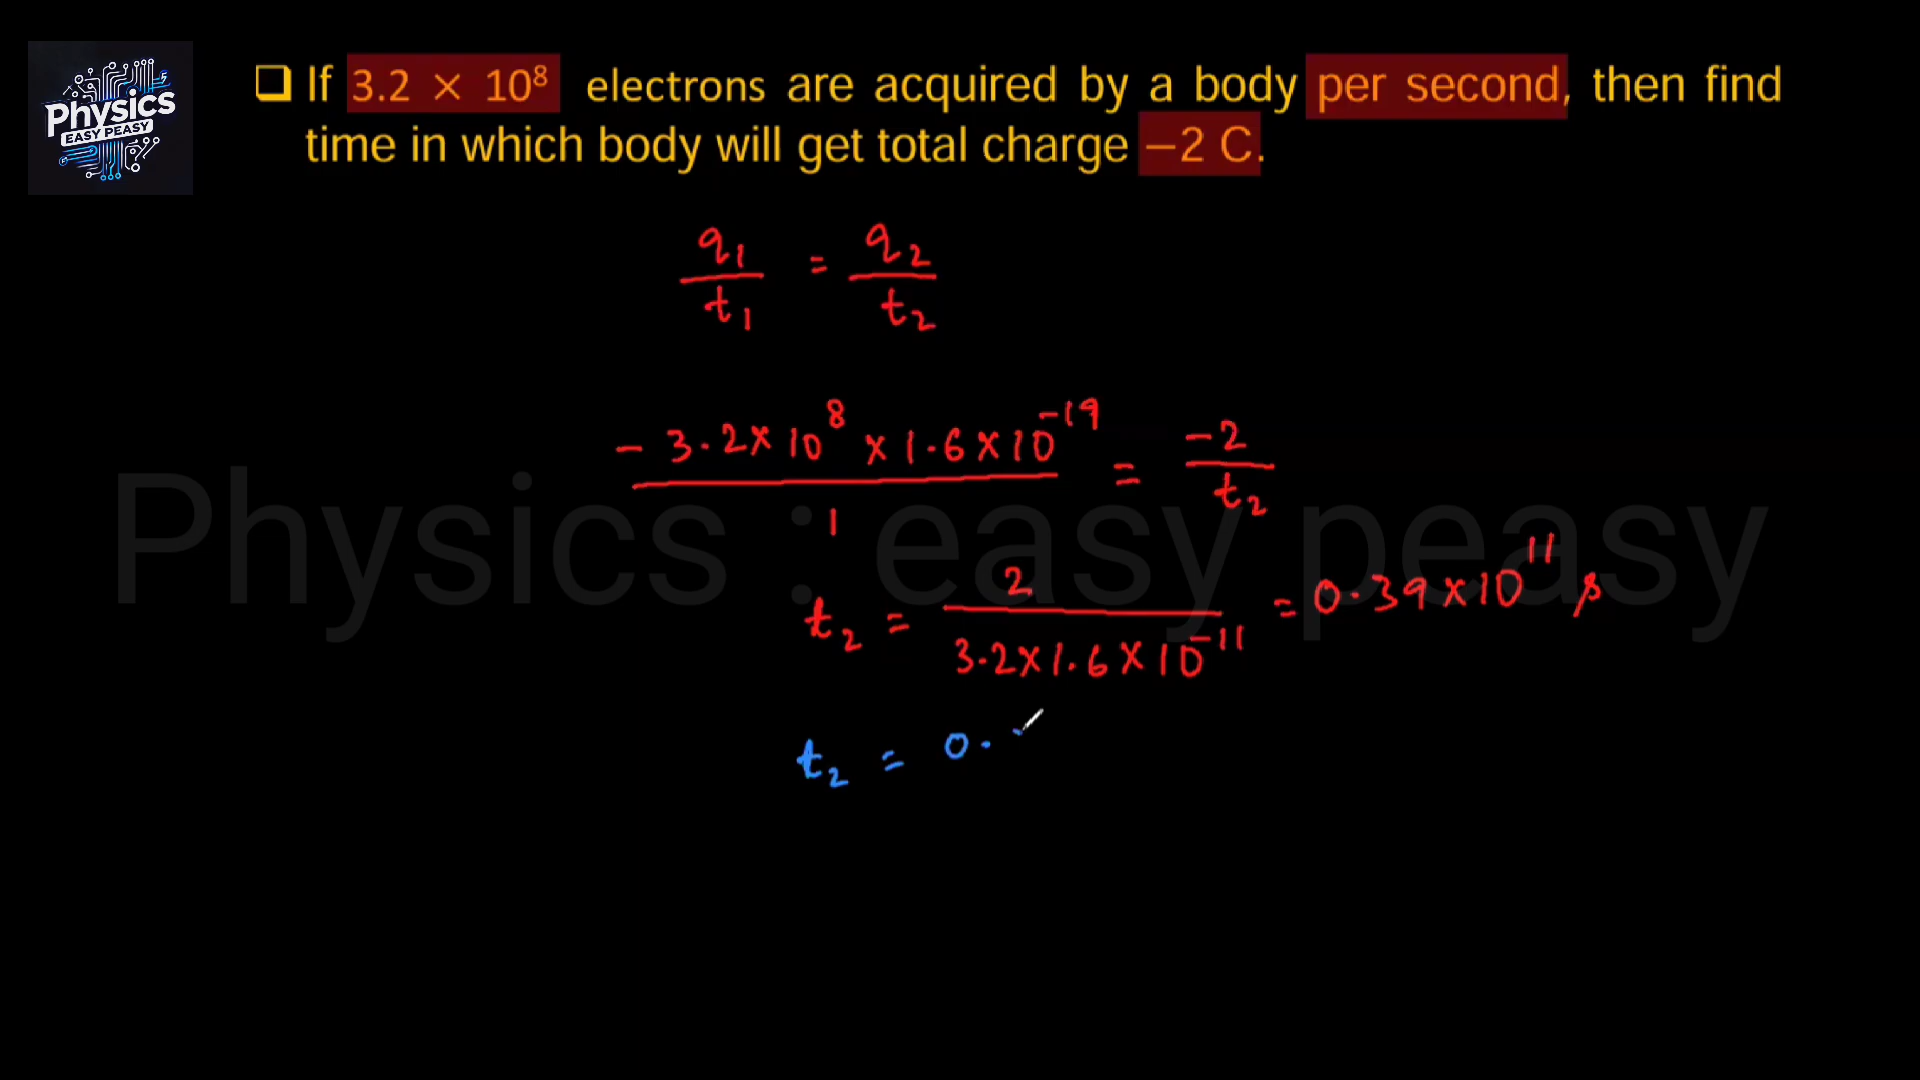 Physics
EASY PEASY
❑ If 3.2 × 10⁸ electrons are acquired by a body per second, then find
time in which body will get total charge −2 C.
q₁/t₁ = q₂/t₂
(−3.2×10⁸ ×1.6×10⁻¹⁹)/1 = −2/t₂
t₂ = 2/(3.2×1.6×10⁻¹¹) = 0.39×10¹¹ s
t₂ = 0.
Physics : easy peasy